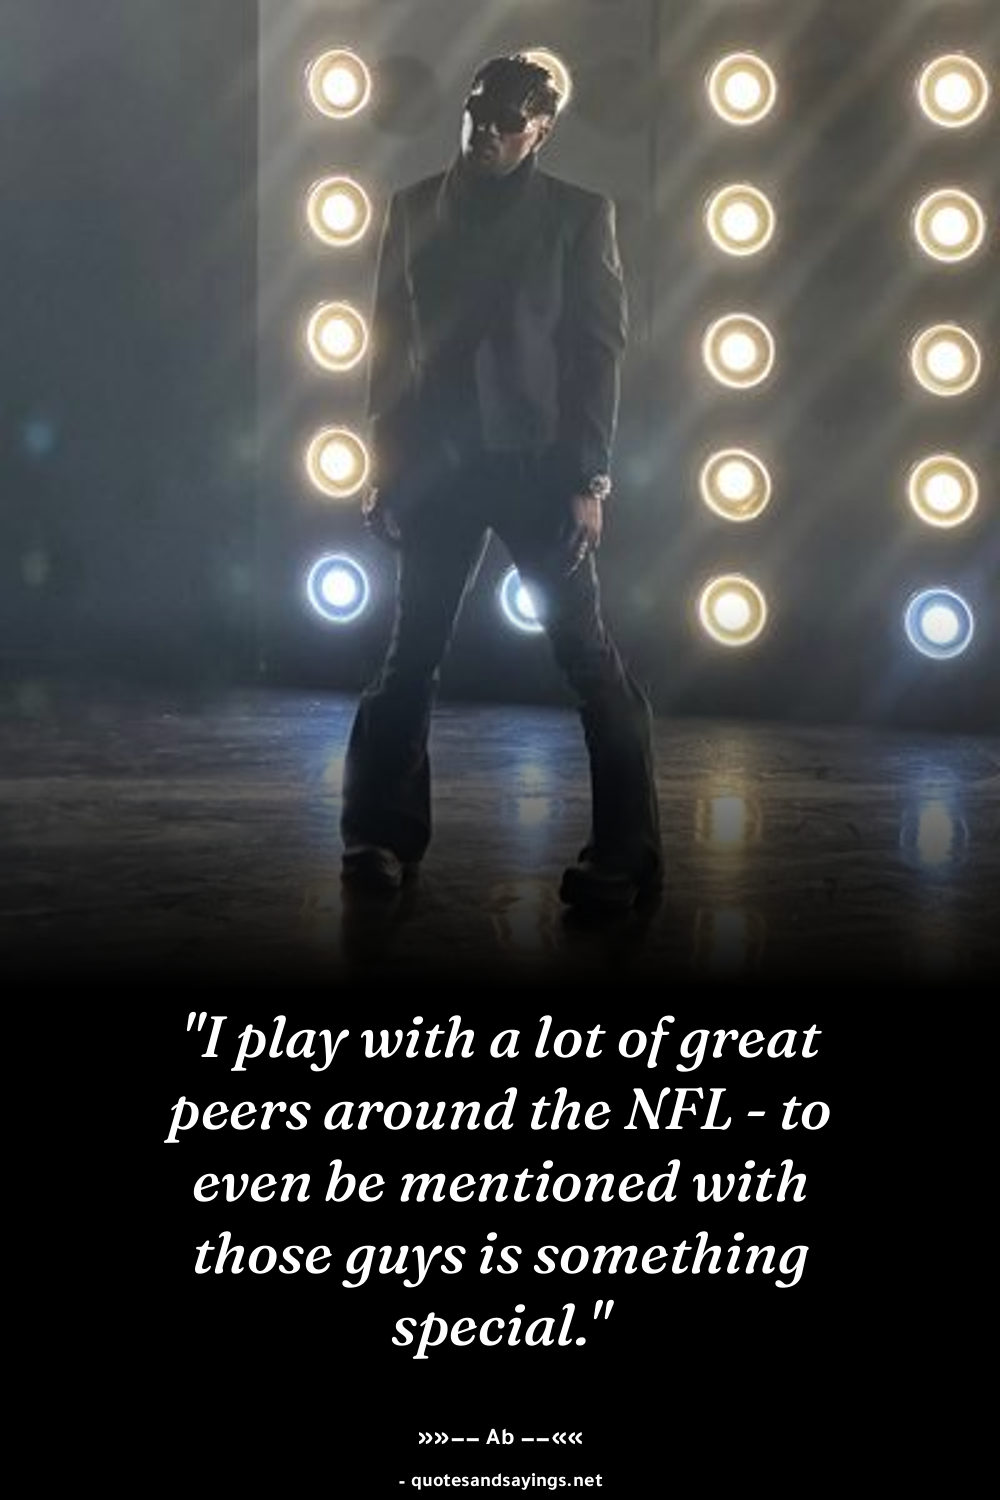 "I play with a lot of great
peers around the NFL - to
even be mentioned with
those guys is something
special."
»»–– Ab ––««
- quotesandsayings.net